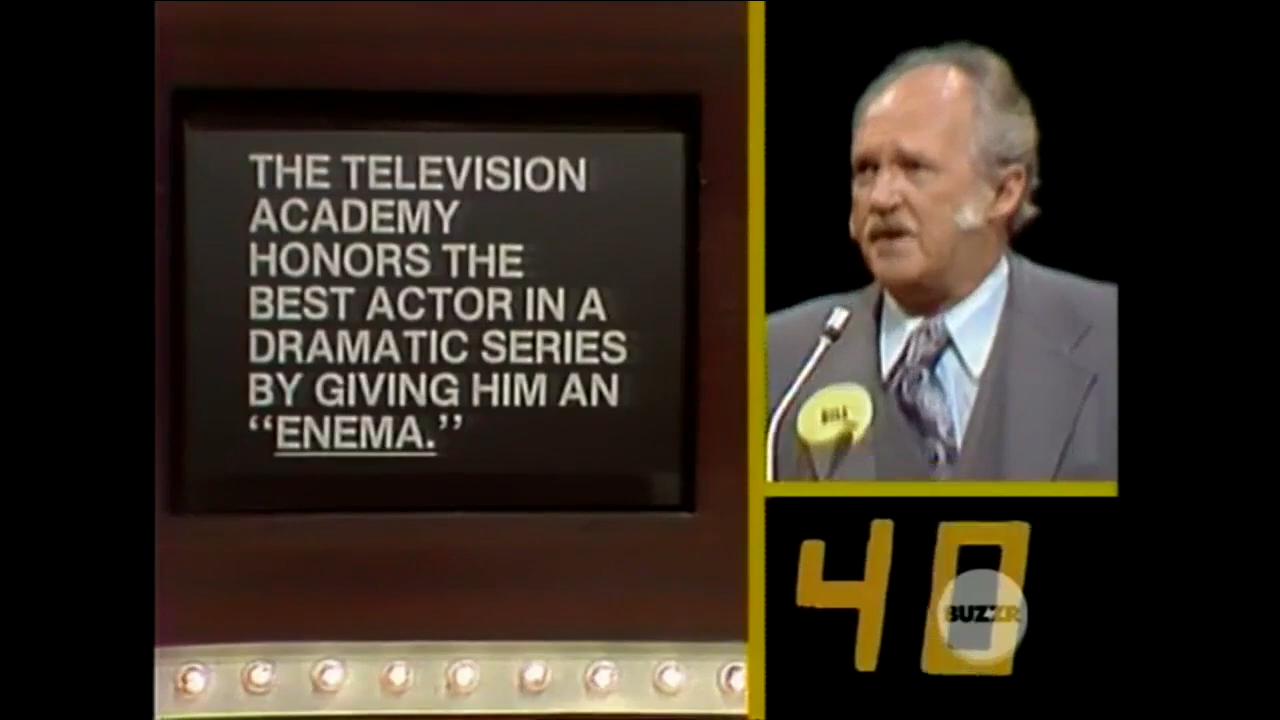 THE TELEVISION
ACADEMY
HONORS THE
BEST ACTOR IN A
DRAMATIC SERIES
BY GIVING HIM AN
“ENEMA.”
BILL
40
BUZZR